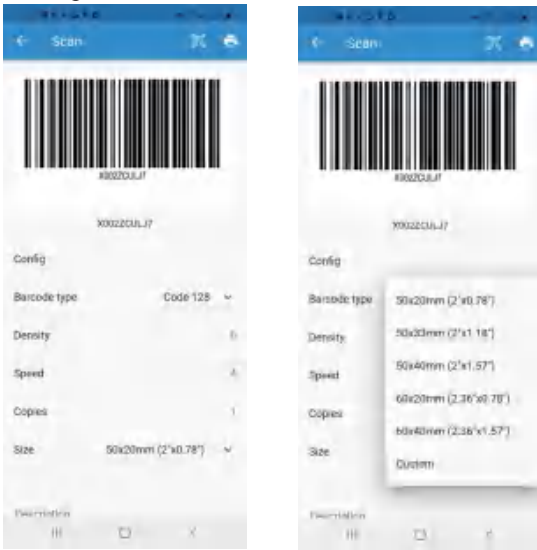 Scan
X002ZCULJ7
X002ZCULJ7
Config
Barcode type Code 128
Density
Speed
Copies 1
Size 50x20mm (2"x0.78")
Description
Scan
X002ZCULJ7
X002ZCULJ7
Config
Barcode type
Density
Speed
Copies
Size
50x20mm (2"x0.78")
50x30mm (2"x1.18")
50x40mm (2"x1.57")
60x20mm (2.36"x0.78")
60x40mm (2.36"x1.57")
Custom
Description